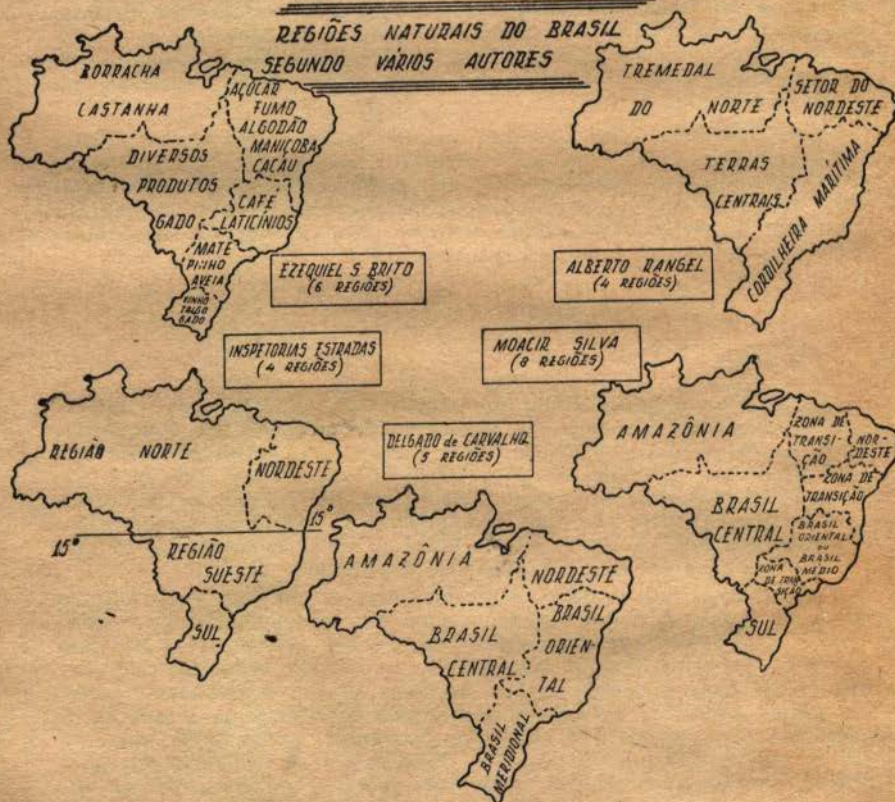 REGIÕES NATURAIS DO BRASIL
SEGUNDO VÁRIOS AUTORES
BORRACHA
CASTANHA
AÇÚCAR
FUMO
ALGODÃO
MANIÇOBA
CACÁU
DIVERSOS
PRODUTOS
GADO
CAFÉ
LATICÍNIOS
MATE
PINHO
AVEIA
VINHO
GADO
EZEQUIEL S BRITO
(6 REGIÕES)
TREMEDAL
DO NORTE
SETOR DO
NORDESTE
TERRAS
CENTRAIS
CORDILHEIRA MARÍTIMA
ALBERTO RANGEL
(4 REGIÕES)
INSPETORIAS ESTRADAS
(4 REGIÕES)
REGIÃO NORTE
NORDESTE
15° 15°
REGIÃO
SUESTE
SUL
MOACIR SILVA
(8 REGIÕES)
AMAZÔNIA
ZONA DE
TRANSI-
ÇÃO
NOR-
DESTE
ZONA DE
TRANSIÇÃO
BRASIL
CENTRAL
BRASIL
ORIENTAL
OU
BRASIL
MEDIO
ZONA
DE TRAN
SIÇÃO
SUL
DELGADO de CARVALHO
(5 REGIÕES)
AMAZÔNIA
NORDESTE
BRASIL
CENTRAL
BRASIL
ORIEN-
TAL
BRASIL
MERIDIONAL